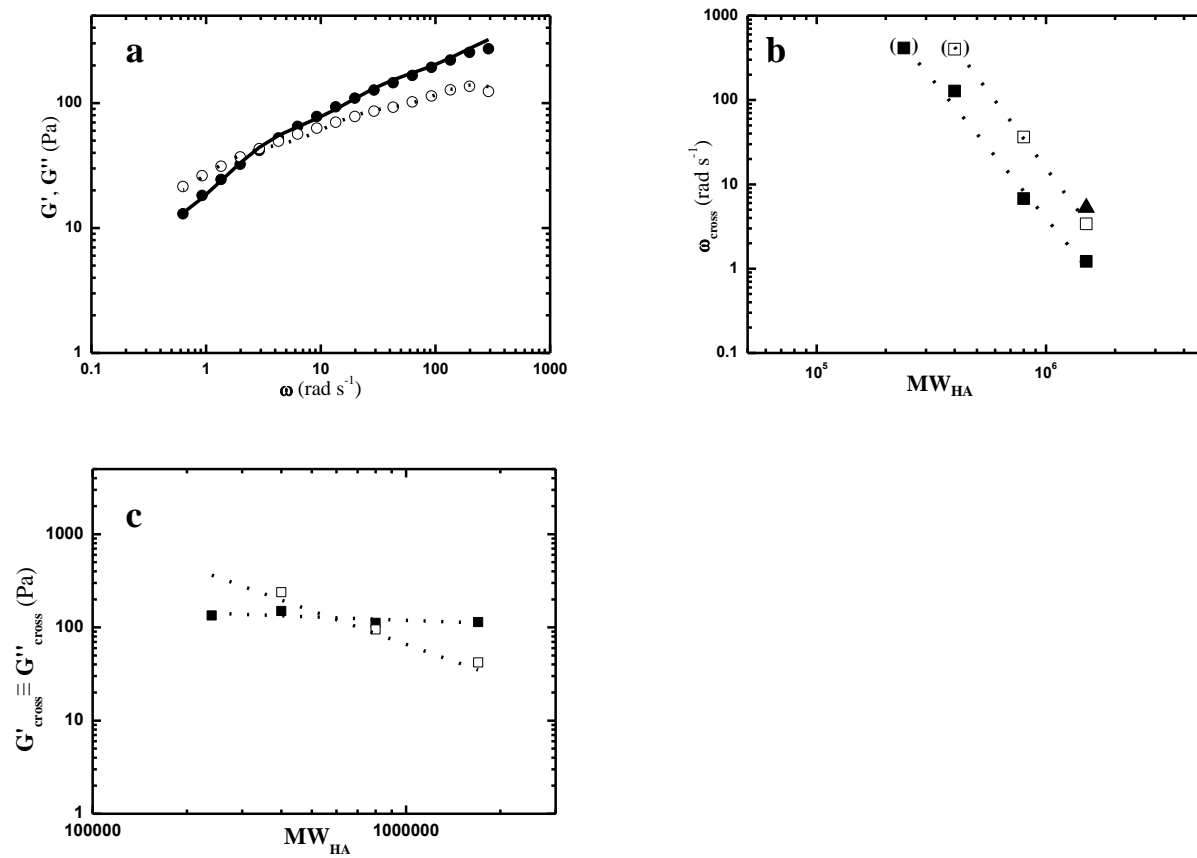 a
G', G'' (Pa)
100
10
1
0.1 1 10 100 1000
ω (rad s⁻¹)
b
ω_cross (rad s⁻¹)
1000
100
10
1
0.1
( ) ( )
10⁵ 10⁶
MW_HA
c
G'_cross ≡ G''_cross (Pa)
1000
100
10
1
100000 1000000
MW_HA